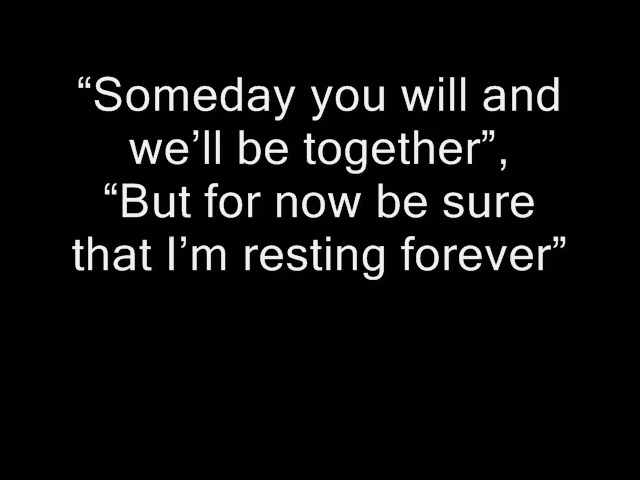 “Someday you will and
we’ll be together”,
“But for now be sure
that I’m resting forever”